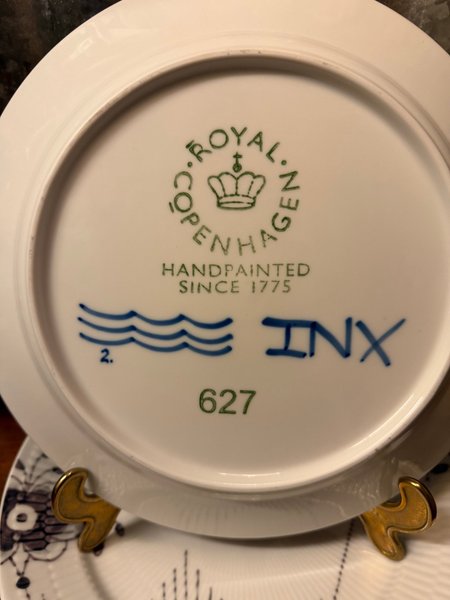 · ROYAL ·
COPENHAGEN
HANDPAINTED
SINCE 1775
2.
INX
627